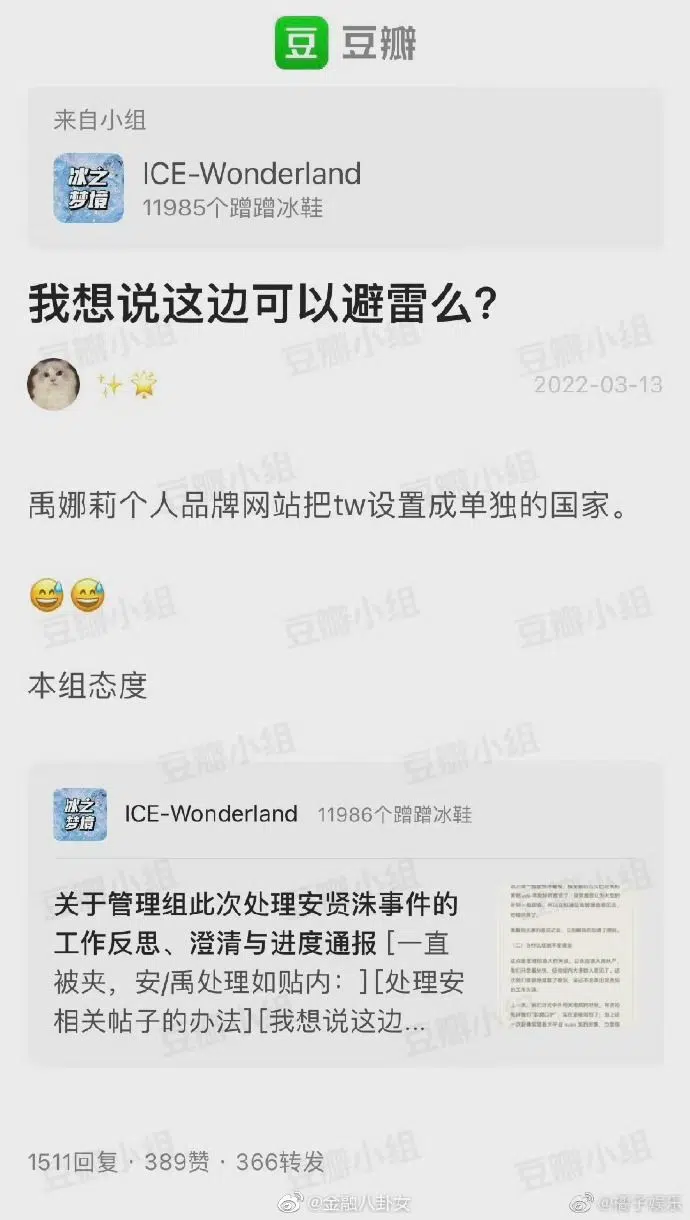 豆 豆瓣
来自小组
冰之
梦境
ICE-Wonderland
11985个蹭蹭冰鞋
我想说这边可以避雷么?
2022-03-13
禹娜莉个人品牌网站把tw设置成单独的国家。
本组态度
冰之
梦境
ICE-Wonderland 11986个蹭蹭冰鞋
关于管理组此次处理安贤洙事件的
工作反思、澄清与进度通报 [一直
被夹，安/禹处理如贴内：][处理安
相关帖子的办法][我想说这边...
1511回复 · 389赞 · 366转发
豆瓣小组
@金融八卦女
@橘子娱乐